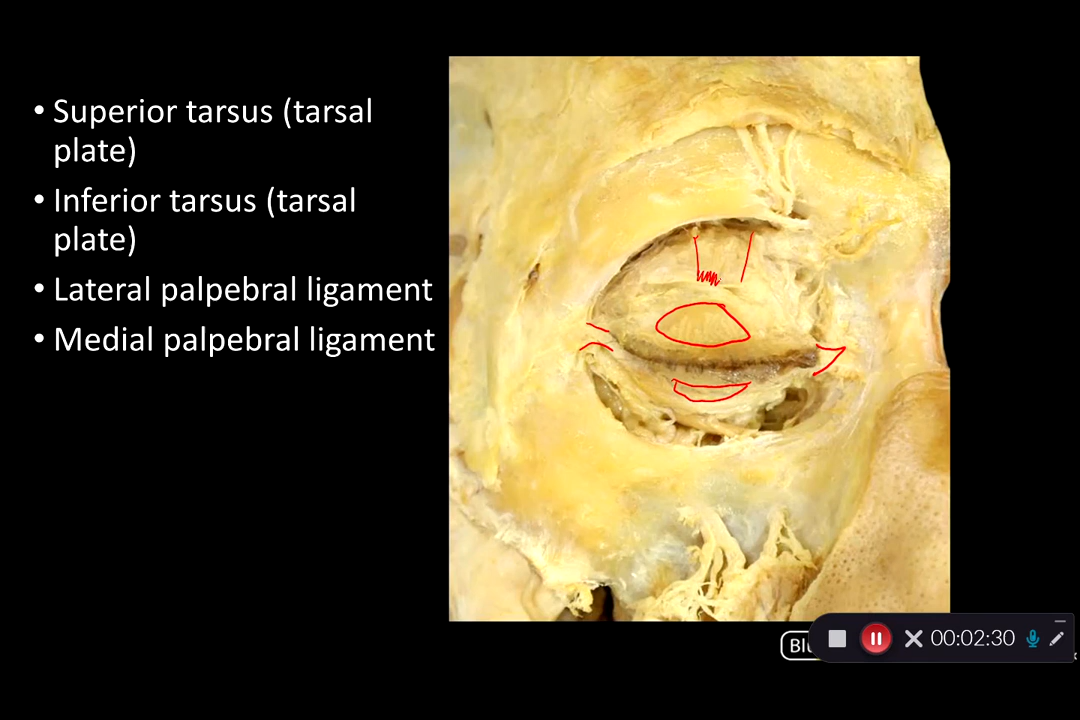 • Superior tarsus (tarsal
plate)
• Inferior tarsus (tarsal
plate)
• Lateral palpebral ligament
• Medial palpebral ligament
00:02:30